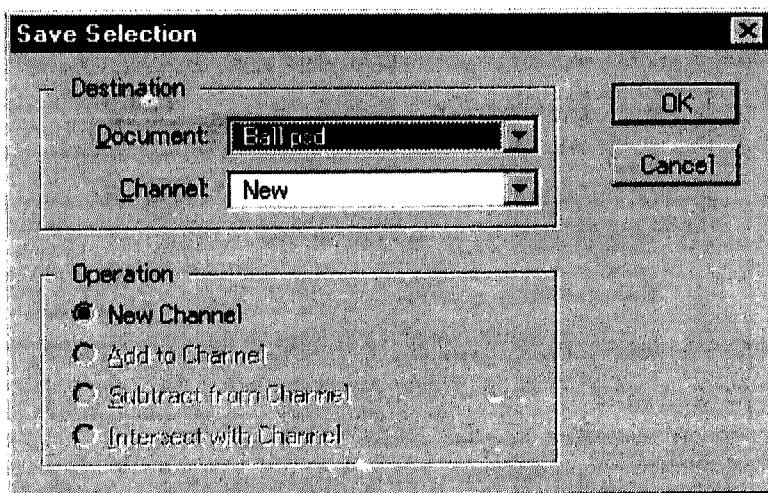 Save Selection
Destination
OK
Document: Ball.psd
Cancel
Channel: New
Operation
New Channel
Add to Channel
Subtract from Channel
Intersect with Channel